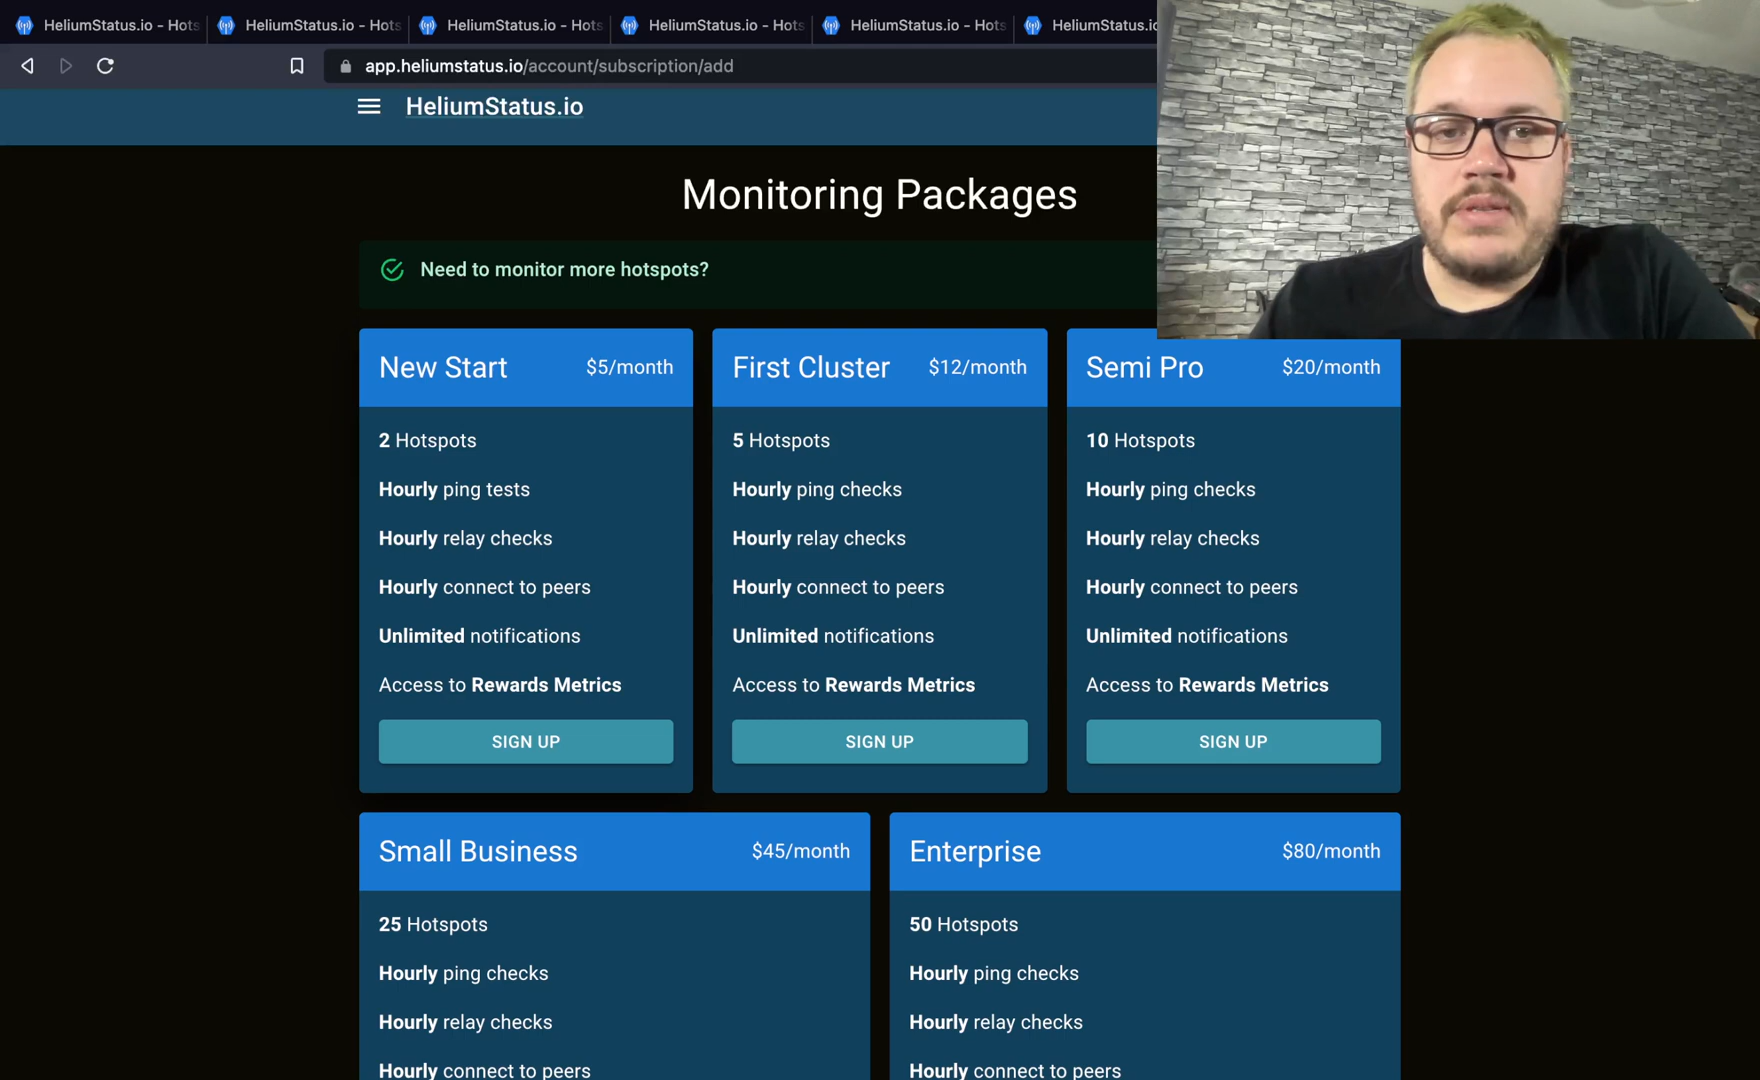 HeliumStatus.io - Hots
HeliumStatus.io - Hots
HeliumStatus.io - Hots
HeliumStatus.io - Hots
HeliumStatus.io - Hots
HeliumStatus.io
app.heliumstatus.io/account/subscription/add
HeliumStatus.io
Monitoring Packages
Need to monitor more hotspots?
New Start $5/month
2 Hotspots
Hourly ping tests
Hourly relay checks
Hourly connect to peers
Unlimited notifications
Access to Rewards Metrics
SIGN UP
First Cluster $12/month
5 Hotspots
Hourly ping checks
Hourly relay checks
Hourly connect to peers
Unlimited notifications
Access to Rewards Metrics
SIGN UP
Semi Pro $20/month
10 Hotspots
Hourly ping checks
Hourly relay checks
Hourly connect to peers
Unlimited notifications
Access to Rewards Metrics
SIGN UP
Small Business $45/month
25 Hotspots
Hourly ping checks
Hourly relay checks
Hourly connect to peers
Enterprise $80/month
50 Hotspots
Hourly ping checks
Hourly relay checks
Hourly connect to peers